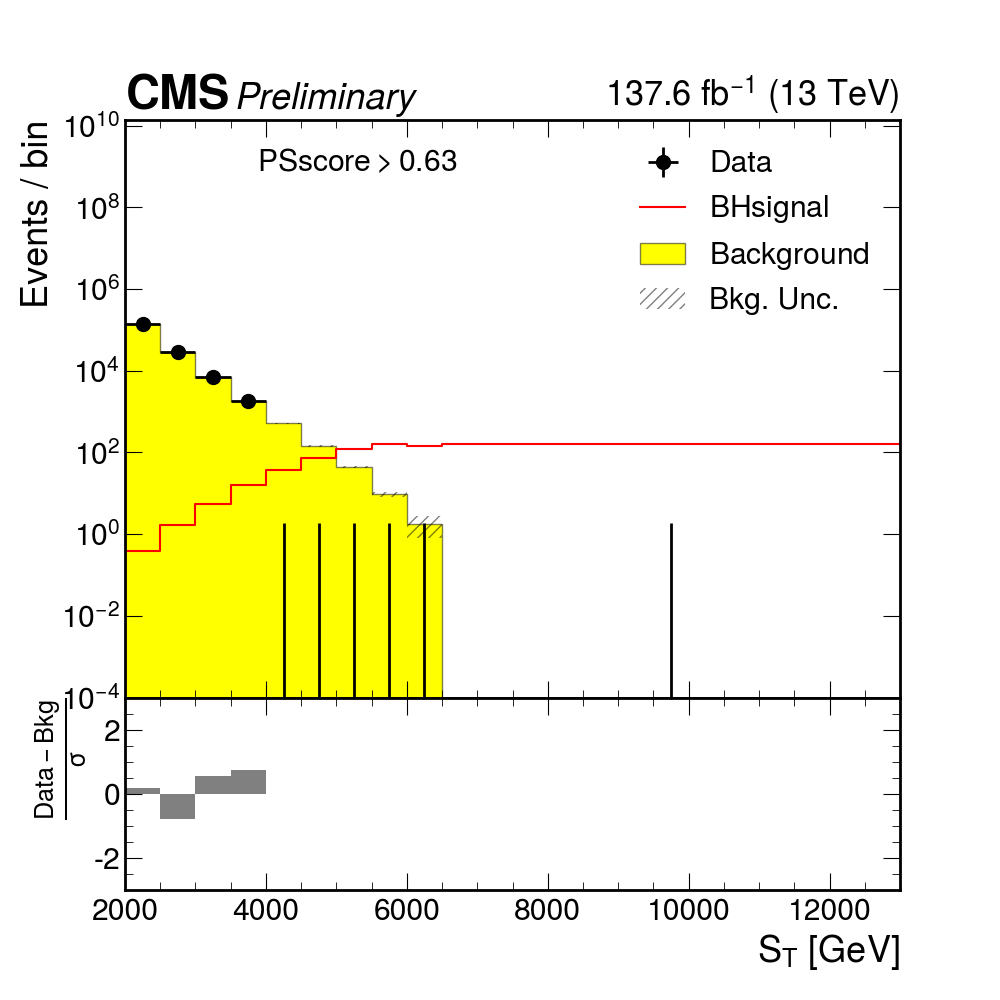 CMS Preliminary 137.6 fb⁻¹ (13 TeV)
Events / bin
10¹⁰
10⁸
10⁶
10⁴
10²
10⁰
10⁻²
10⁻⁴
PSscore > 0.63
Data
BHsignal
Background
Bkg. Unc.
Data − Bkg
σ
2
0
-2
2000 4000 6000 8000 10000 12000
S_T [GeV]